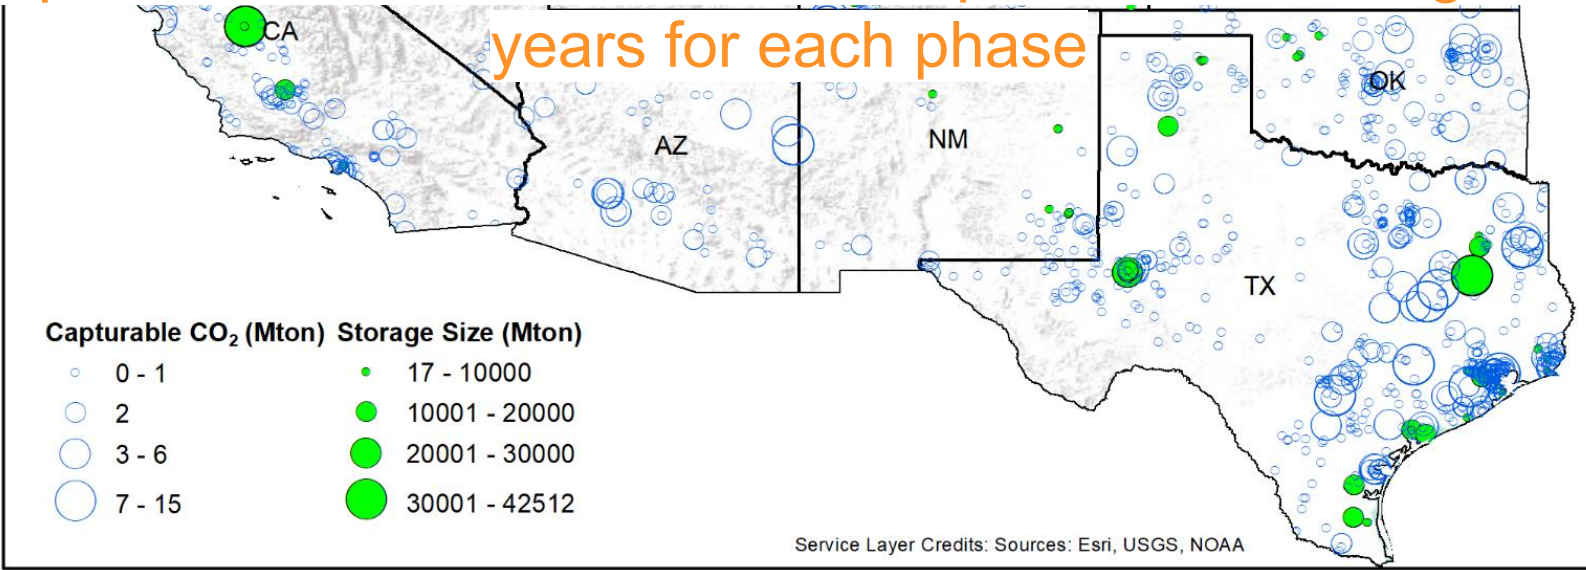 years for each phase
CA
AZ
NM
OK
TX
Capturable CO₂ (Mton)
0 - 1
2
3 - 6
7 - 15
Storage Size (Mton)
17 - 10000
10001 - 20000
20001 - 30000
30001 - 42512
Service Layer Credits: Sources: Esri, USGS, NOAA